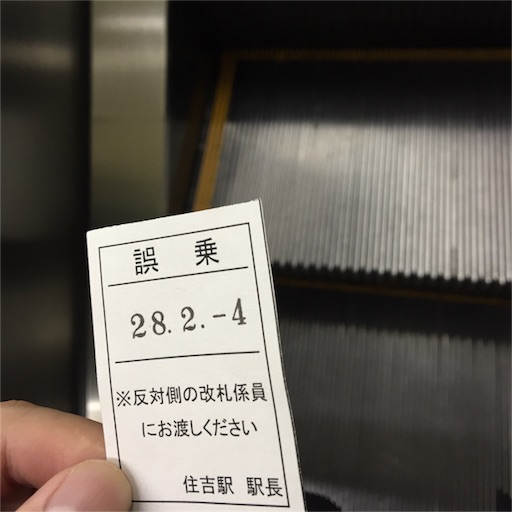 誤 乗
28.2.-4
※反対側の改札係員
にお渡しください
住吉駅 駅長